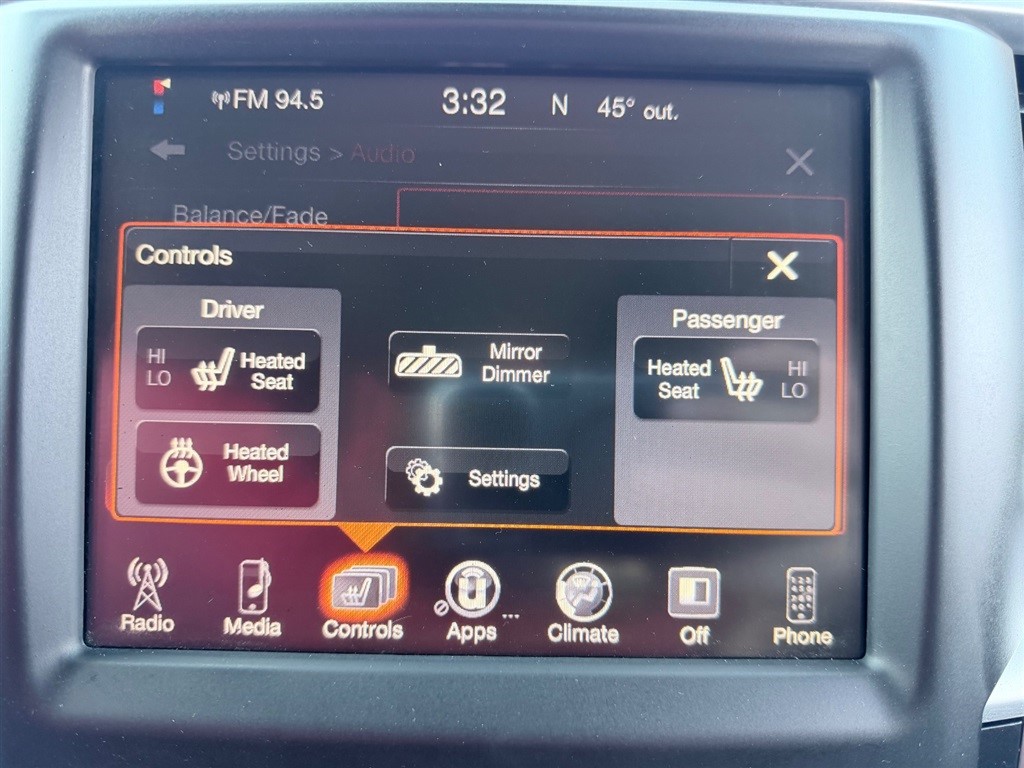 FM 94.5 3:32 N 45° out.
Settings > Audio
Balance/Fade
Controls
Driver
HI
LO
Heated
Seat
Heated
Wheel
Mirror
Dimmer
Settings
Passenger
Heated
Seat
HI
LO
Radio
Media
Controls
Apps
Climate
Off
Phone